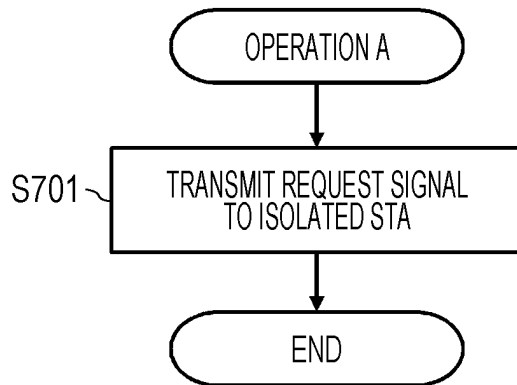 OPERATION A
S701
TRANSMIT REQUEST SIGNAL
TO ISOLATED STA
END